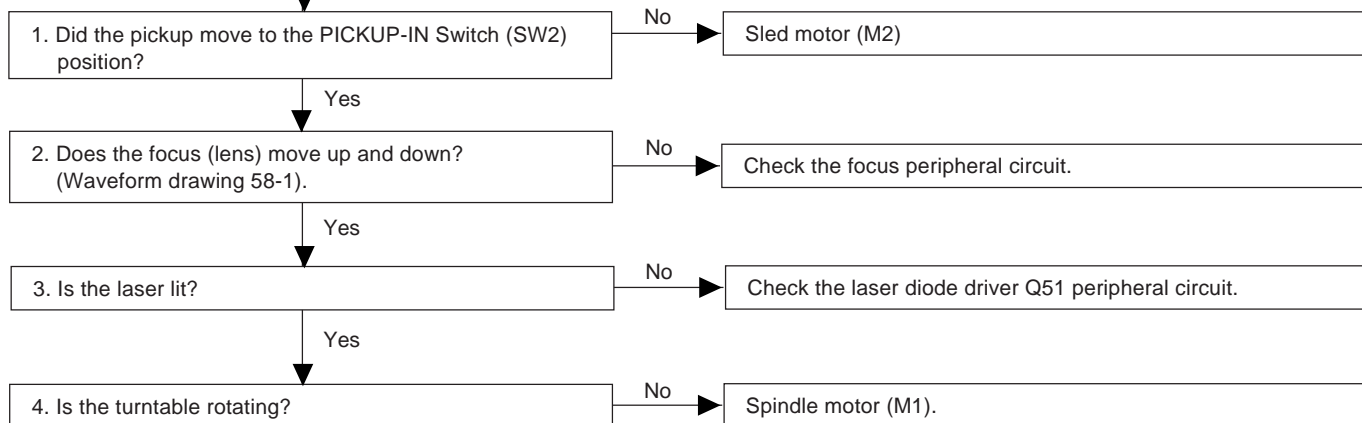 1. Did the pickup move to the PICKUP-IN Switch (SW2)
position?
No
Sled motor (M2)
Yes
2. Does the focus (lens) move up and down?
(Waveform drawing 58-1).
No
Check the focus peripheral circuit.
Yes
3. Is the laser lit?
No
Check the laser diode driver Q51 peripheral circuit.
Yes
4. Is the turntable rotating?
No
Spindle motor (M1).